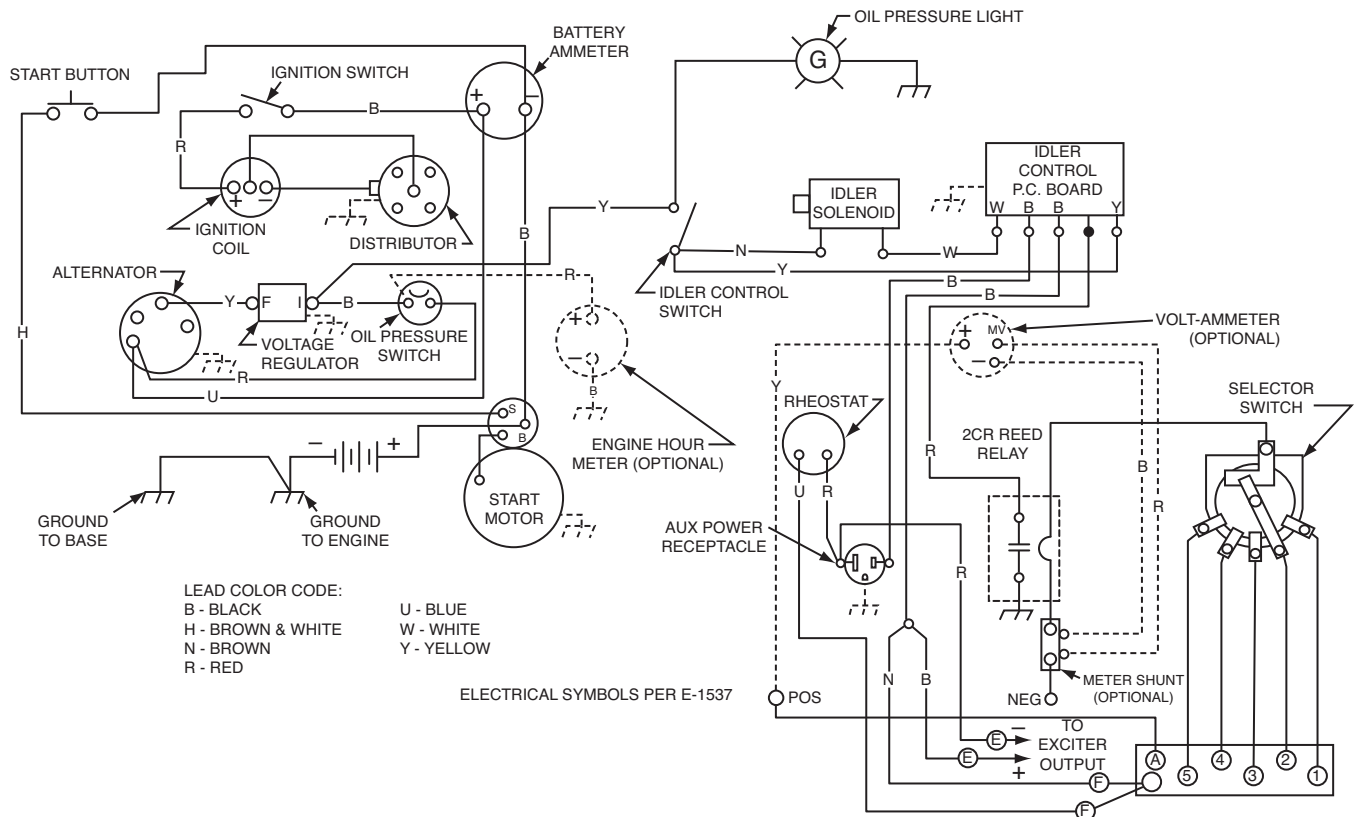 OIL PRESSURE LIGHT
G
BATTERY
AMMETER
START BUTTON
IGNITION SWITCH
+
−
B
R
+ −
IGNITION
COIL
DISTRIBUTOR
B
Y
IDLER
SOLENOID
IDLER
CONTROL
P.C. BOARD
W B B Y
N
W
Y
B
B
IDLER CONTROL
SWITCH
ALTERNATOR
Y
F I
B
R
VOLTAGE
REGULATOR
OIL PRESSURE
SWITCH
R
U
H
+
−
B
ENGINE HOUR
METER (OPTIONAL)
+ MV
−
VOLT-AMMETER
(OPTIONAL)
Y
RHEOSTAT
U R
R
2CR REED
RELAY
B
R
SELECTOR
SWITCH
S
B
START
MOTOR
− +
GROUND
TO BASE
GROUND
TO ENGINE
AUX POWER
RECEPTACLE
R
LEAD COLOR CODE:
B - BLACK
H - BROWN & WHITE
N - BROWN
R - RED
U - BLUE
W - WHITE
Y - YELLOW
ELECTRICAL SYMBOLS PER E-1537
POS
N B
NEG
METER SHUNT
(OPTIONAL)
E −
E +
TO
EXCITER
OUTPUT
F
F
A
5 4 3 2 1